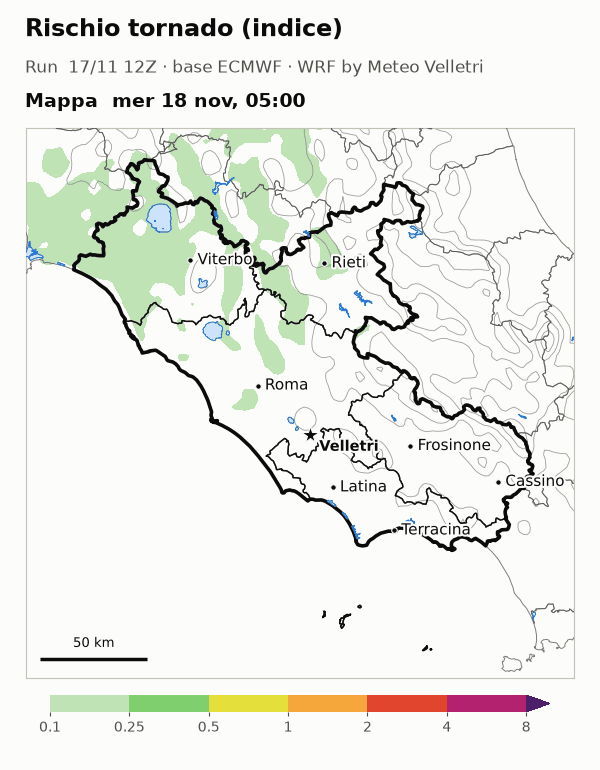 Rischio tornado (indice)
Run  17/11 12Z · base ECMWF · WRF by Meteo Velletri
Mappa  mer 18 nov, 05:00
Viterbo
Rieti
Roma
Velletri
Frosinone
Latina
Cassino
Terracina
50 km
0.1 0.25 0.5 1 2 4 8